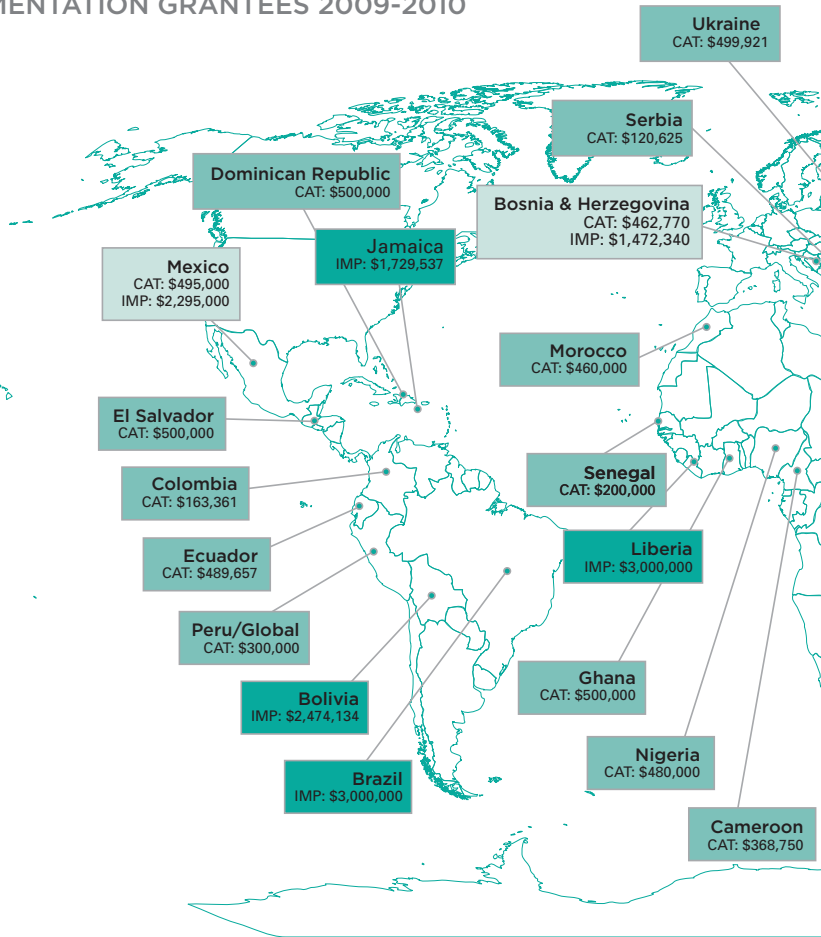 MENTATION GRANTEES 2009-2010
Ukraine
CAT: $499,921
Serbia
CAT: $120,625
Dominican Republic
CAT: $500,000
Bosnia & Herzegovina
CAT: $462,770
IMP: $1,472,340
Jamaica
IMP: $1,729,537
Mexico
CAT: $495,000
IMP: $2,295,000
Morocco
CAT: $460,000
El Salvador
CAT: $500,000
Senegal
CAT: $200,000
Colombia
CAT: $163,361
Liberia
IMP: $3,000,000
Ecuador
CAT: $489,657
Peru/Global
CAT: $300,000
Ghana
CAT: $500,000
Bolivia
IMP: $2,474,134
Nigeria
CAT: $480,000
Brazil
IMP: $3,000,000
Cameroon
CAT: $368,750